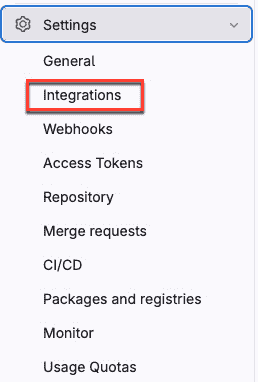 Settings
General
Integrations
Webhooks
Access Tokens
Repository
Merge requests
CI/CD
Packages and registries
Monitor
Usage Quotas